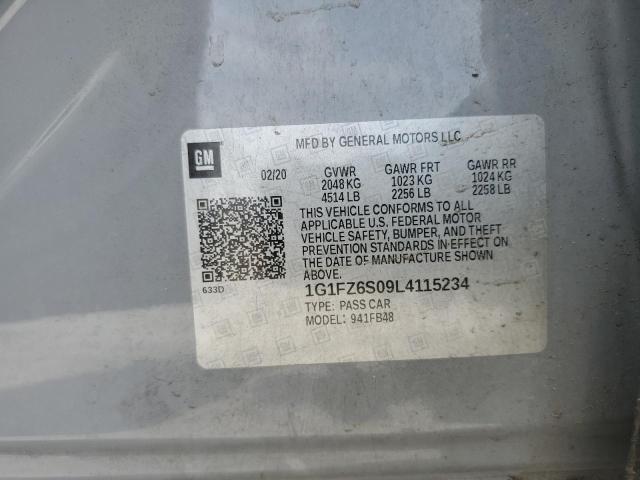 GM
MFD BY GENERAL MOTORS LLC
02/20 GVWR GAWR FRT GAWR RR
2048 KG 1023 KG 1024 KG
4514 LB 2256 LB 2258 LB
THIS VEHICLE CONFORMS TO ALL
APPLICABLE U.S. FEDERAL MOTOR
VEHICLE SAFETY, BUMPER, AND THEFT
PREVENTION STANDARDS IN EFFECT ON
THE DATE OF MANUFACTURE SHOWN
ABOVE.
633D
1G1FZ6S09L4115234
TYPE: PASS CAR
MODEL: 941FB48